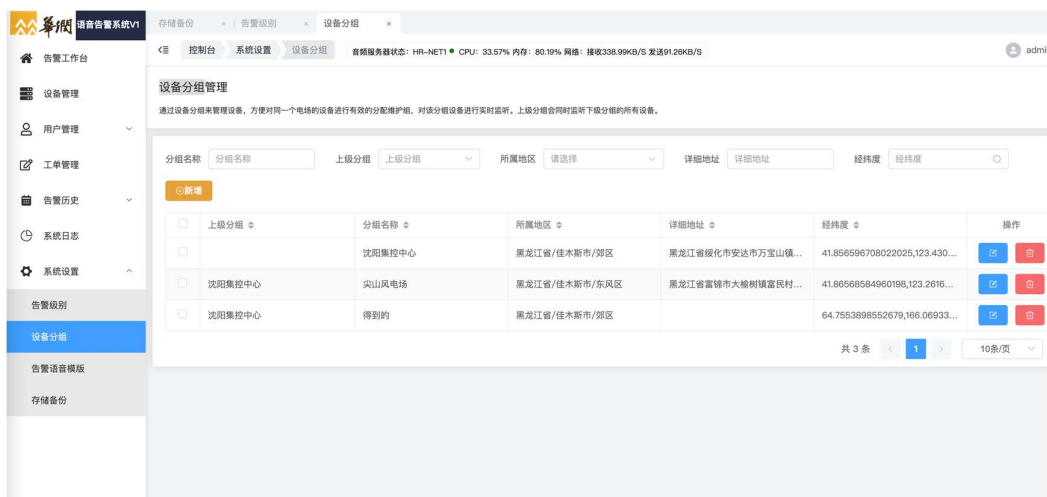 華潤 语音告警系统V1
存储备份 × 告警级别 × 设备分组 ×
控制台 系统设置 设备分组 音频服务器状态：HR-NET1 CPU：33.57% 内存：80.19% 网络：接收338.99KB/S 发送91.26KB/S admi
告警工作台
设备管理
用户管理
工单管理
告警历史
系统日志
系统设置
告警级别
设备分组
告警语音模版
存储备份
设备分组管理
通过设备分组来管理设备，方便对同一个电场的设备进行有效的分配维护组，对该分组设备进行实时监听。上级分组会同时监听下级分组的所有设备。
分组名称 分组名称 上级分组 上级分组 所属地区 请选择 详细地址 详细地址 经纬度 经纬度
新增
上级分组 分组名称 所属地区 详细地址 经纬度 操作
沈阳集控中心 黑龙江省/佳木斯市/郊区 黑龙江省绥化市安达市万宝山镇... 41.856596708022025,123.430...
沈阳集控中心 尖山风电场 黑龙江省/佳木斯市/东风区 黑龙江省富锦市大榆树镇富民村... 41.86568584960198,123.2616...
沈阳集控中心 得到的 黑龙江省/佳木斯市/郊区 64.7553898552679,166.06933...
共 3 条 1 10条/页